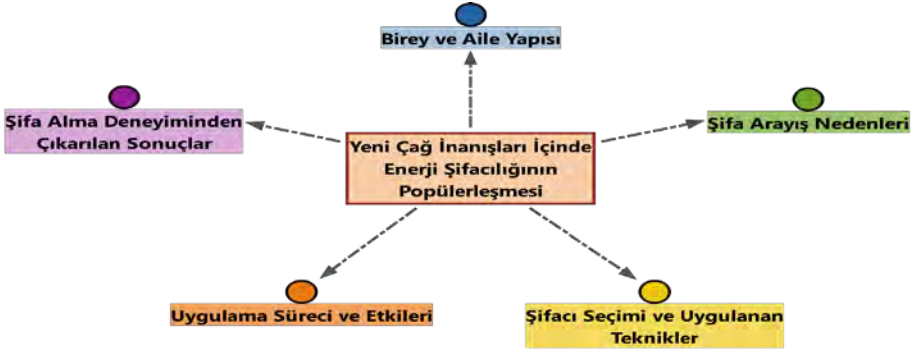 Birey ve Aile Yapısı
Şifa Alma Deneyiminden
Çıkarılan Sonuçlar
Şifa Arayış Nedenleri
Yeni Çağ İnanışları İçinde
Enerji Şifacılığının
Popülerleşmesi
Uygulama Süreci ve Etkileri
Şifacı Seçimi ve Uygulanan
Teknikler